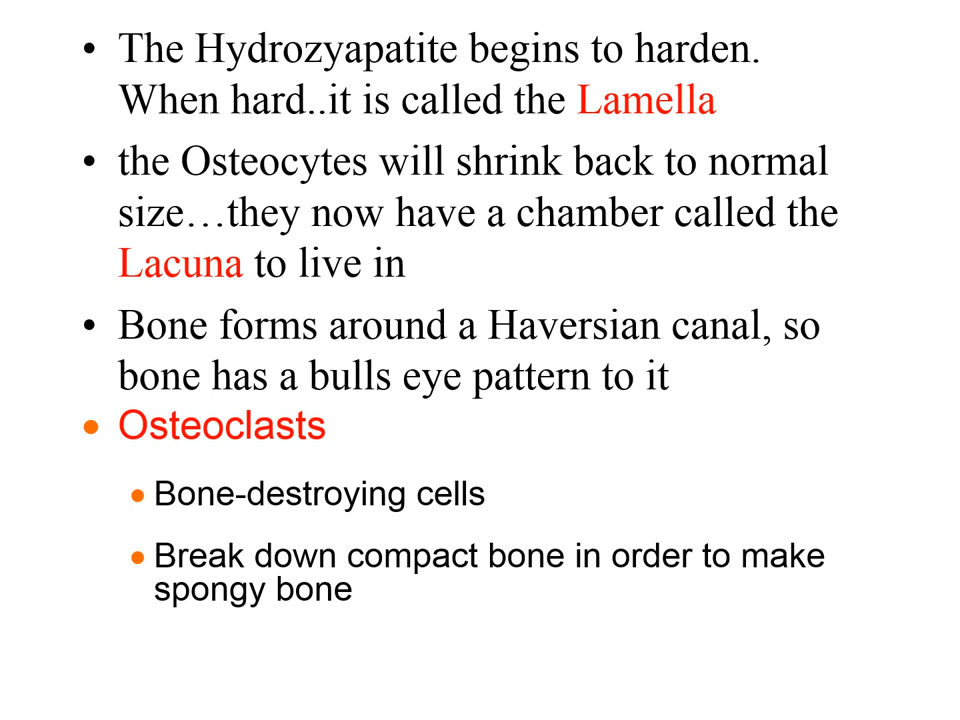 • The Hydrozyapatite begins to harden.
When hard..it is called the Lamella
• the Osteocytes will shrink back to normal
size…they now have a chamber called the
Lacuna to live in
• Bone forms around a Haversian canal, so
bone has a bulls eye pattern to it
• Osteoclasts
• Bone-destroying cells
• Break down compact bone in order to make
spongy bone